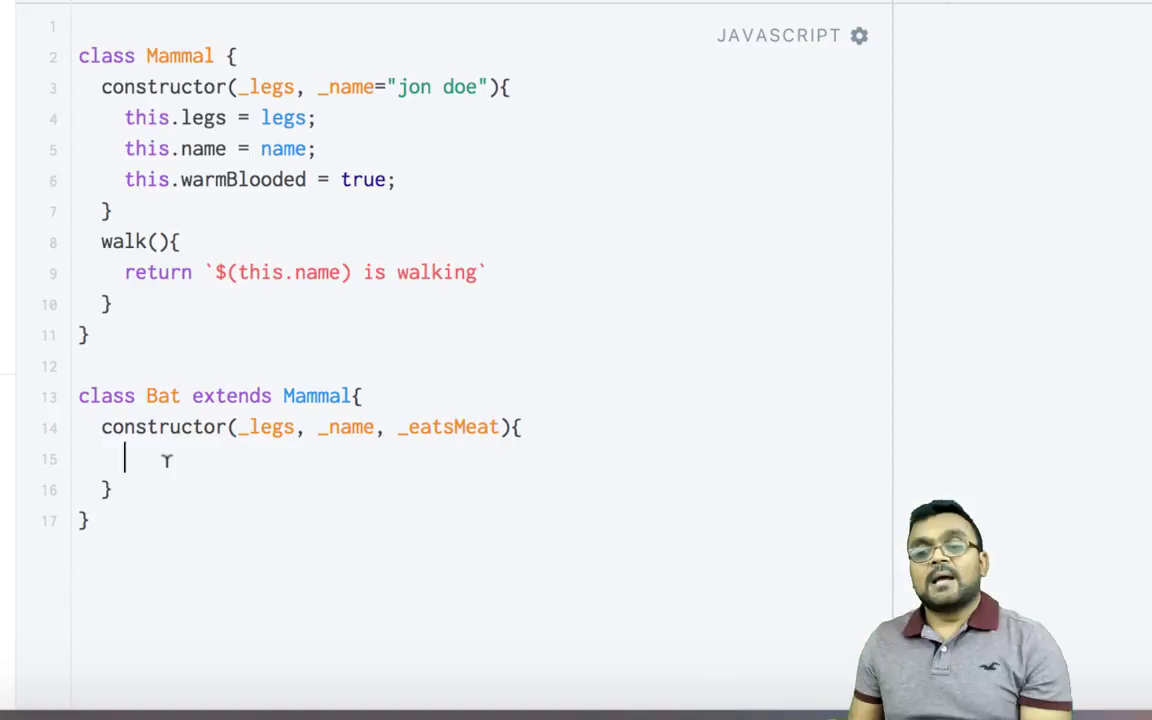 JAVASCRIPT
1
2 class Mammal {
3 constructor(_legs, _name="jon doe"){
4 this.legs = legs;
5 this.name = name;
6 this.warmBlooded = true;
7 }
8 walk(){
9 return `$(this.name) is walking`
10 }
11 }
12
13 class Bat extends Mammal{
14 constructor(_legs, _name, _eatsMeat){
15
16 }
17 }